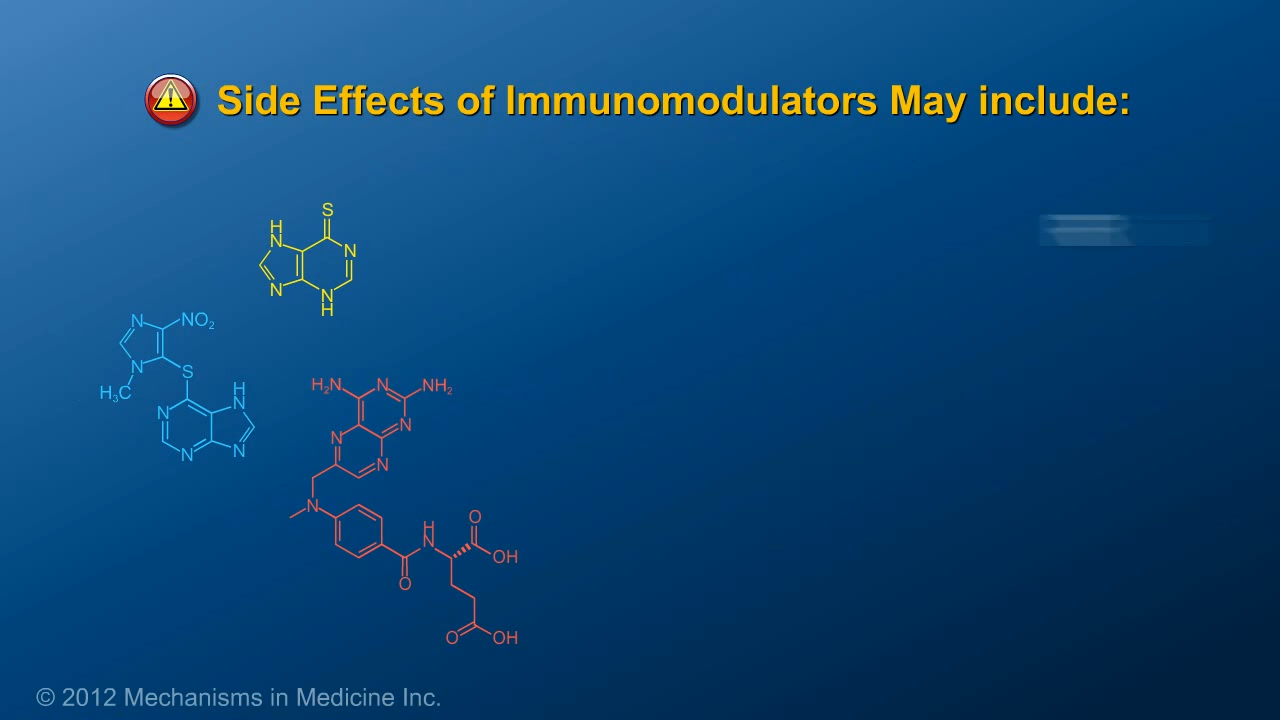 Side Effects of Immunomodulators May include:
S
H
N
N
N
N
H
N
NO2
N
S
H3C
H
N
N
N
N
H2N
N
NH2
N
N
N
N
H
N
O
OH
O
O
OH
© 2012 Mechanisms in Medicine Inc.